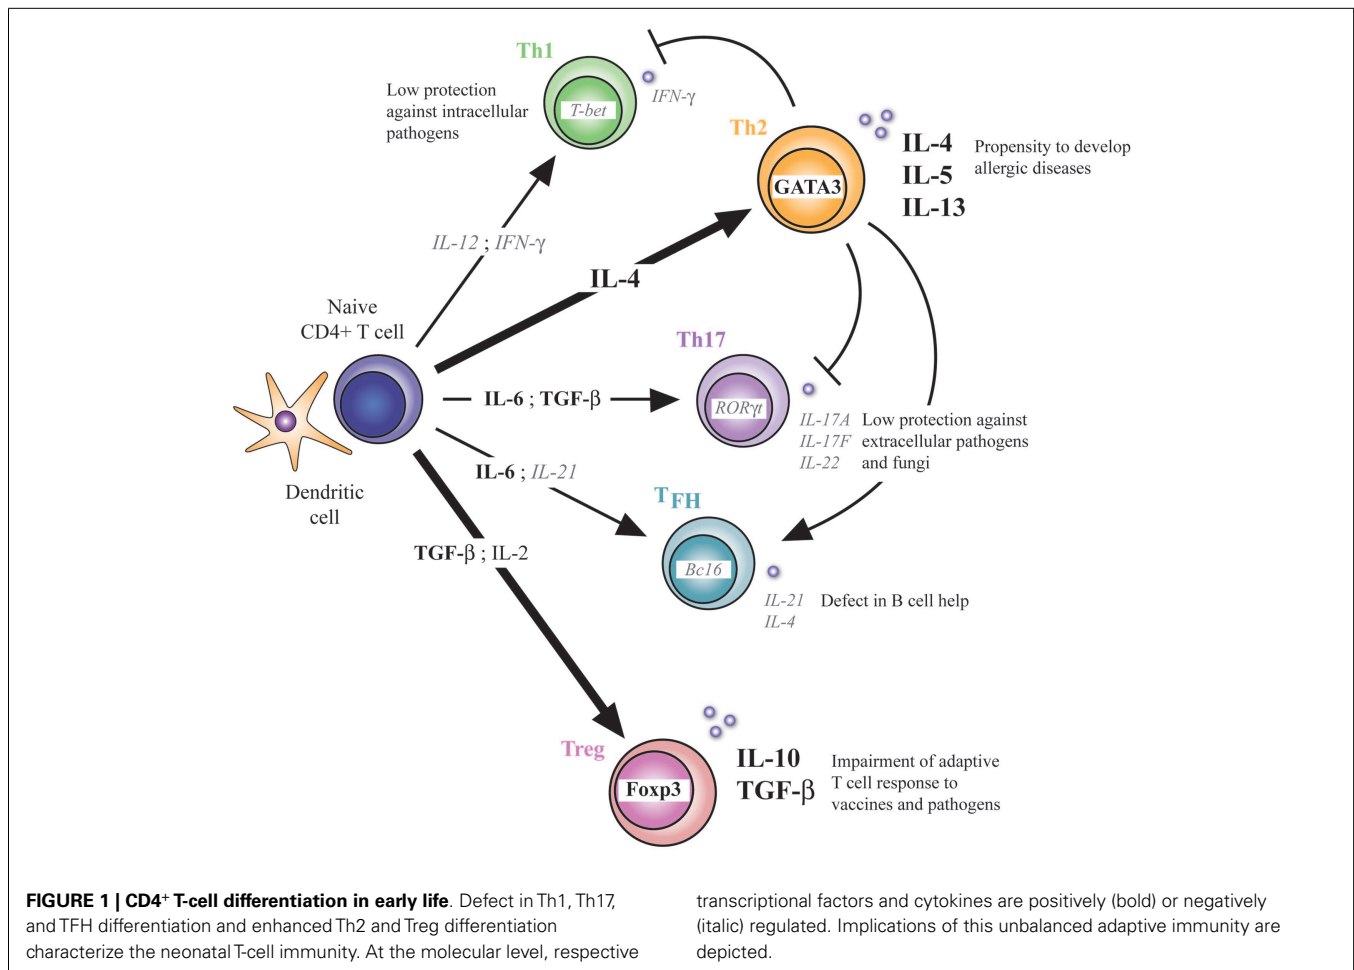 Th1
Low protection
against intracellular
pathogens
T-bet
IFN-γ
Th2
GATA3
IL-4
IL-5
IL-13
Propensity to develop
allergic diseases
IL-12 ; IFN-γ
IL-4
Naive
CD4+ T cell
Th17
IL-6 ; TGF-β
RORγt
IL-17A
IL-17F
IL-22
Low protection against
extracellular pathogens
and fungi
IL-6 ; IL-21
Dendritic
cell
TFH
Bc16
IL-21
IL-4
Defect in B cell help
TGF-β ; IL-2
Treg
Foxp3
IL-10
TGF-β
Impairment of adaptive
T cell response to
vaccines and pathogens
FIGURE 1 | CD4⁺ T-cell differentiation in early life. Defect in Th1, Th17,
and TFH differentiation and enhanced Th2 and Treg differentiation
characterize the neonatal T-cell immunity. At the molecular level, respective
transcriptional factors and cytokines are positively (bold) or negatively
(italic) regulated. Implications of this unbalanced adaptive immunity are
depicted.